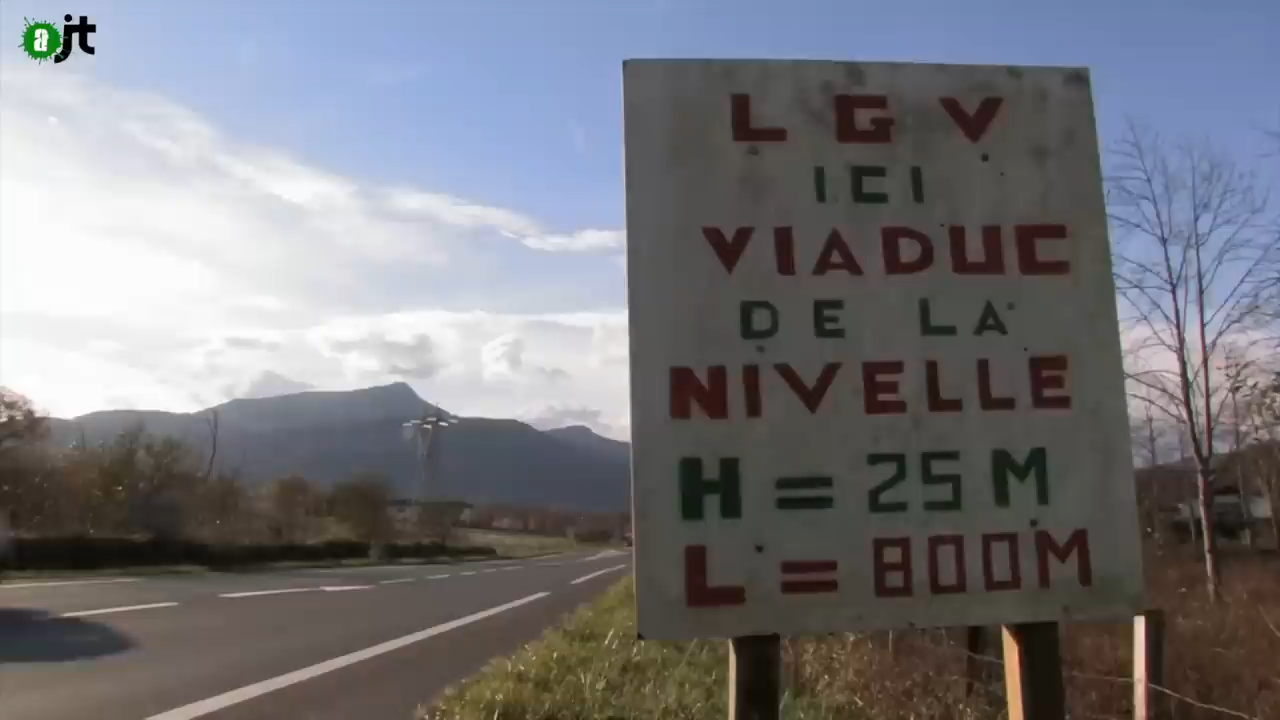 ajt
LGV
ICI
VIADUC
DE LA
NIVELLE
H = 25 M
L = 800 M